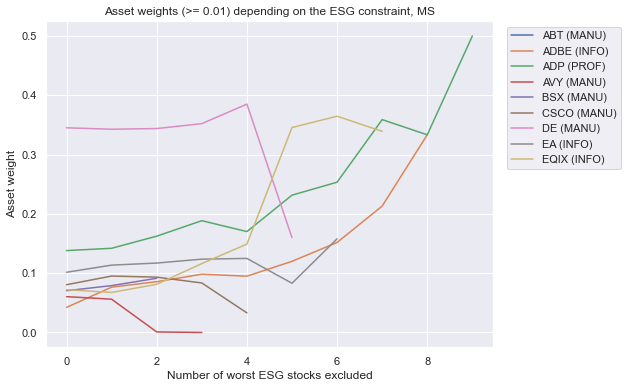 Asset weights (>= 0.01) depending on the ESG constraint, MS
0.5
0.4
0.3
0.2
0.1
0.0
Asset weight
0 2 4 6 8
Number of worst ESG stocks excluded
ABT (MANU)
ADBE (INFO)
ADP (PROF)
AVY (MANU)
BSX (MANU)
CSCO (MANU)
DE (MANU)
EA (INFO)
EQIX (INFO)